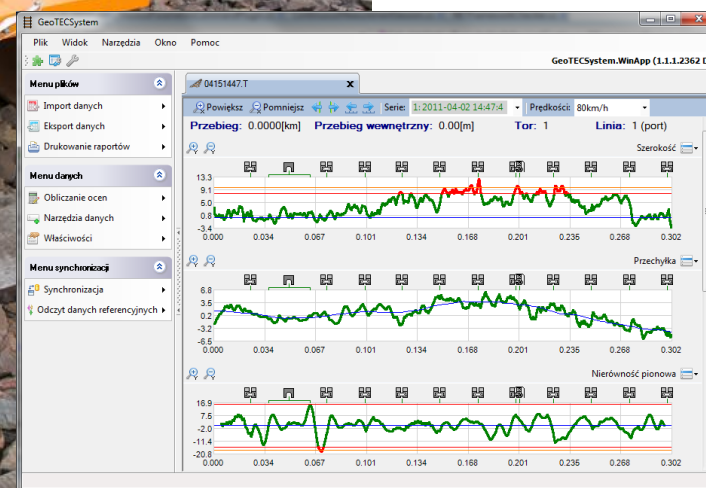 GeoTECSystem
Plik Widok Narzędzia Okno Pomoc
GeoTECSystem.WinApp (1.1.1.2362 D
Menu plików
Import danych
Eksport danych
Drukowanie raportów
Menu danych
Obliczanie ocen
Narzędzia danych
Właściwości
Menu synchronizacji
Synchronizacja
Odczyt danych referencyjnych
04151447.T
Powiększ Pomniejsz Serie: 1: 2011-04-02 14:47:4 Prędkości: 80km/h
Przebieg: 0.0000[km] Przebieg wewnętrzny: 0.00[m] Tor: 1 Linia: 1 (port)
Szerokość
13.3
9.1
5.0
0.8
-3.4
0.000 0.034 0.067 0.101 0.134 0.168 0.201 0.235 0.268 0.302
Przechyłka
6.8
3.5
0.2
-3.2
-6.5
0.000 0.034 0.067 0.101 0.134 0.168 0.201 0.235 0.268 0.302
Nierówność pionowa
16.9
7.5
-2.0
-11.4
-20.8
0.000 0.034 0.067 0.101 0.134 0.168 0.201 0.235 0.268 0.302